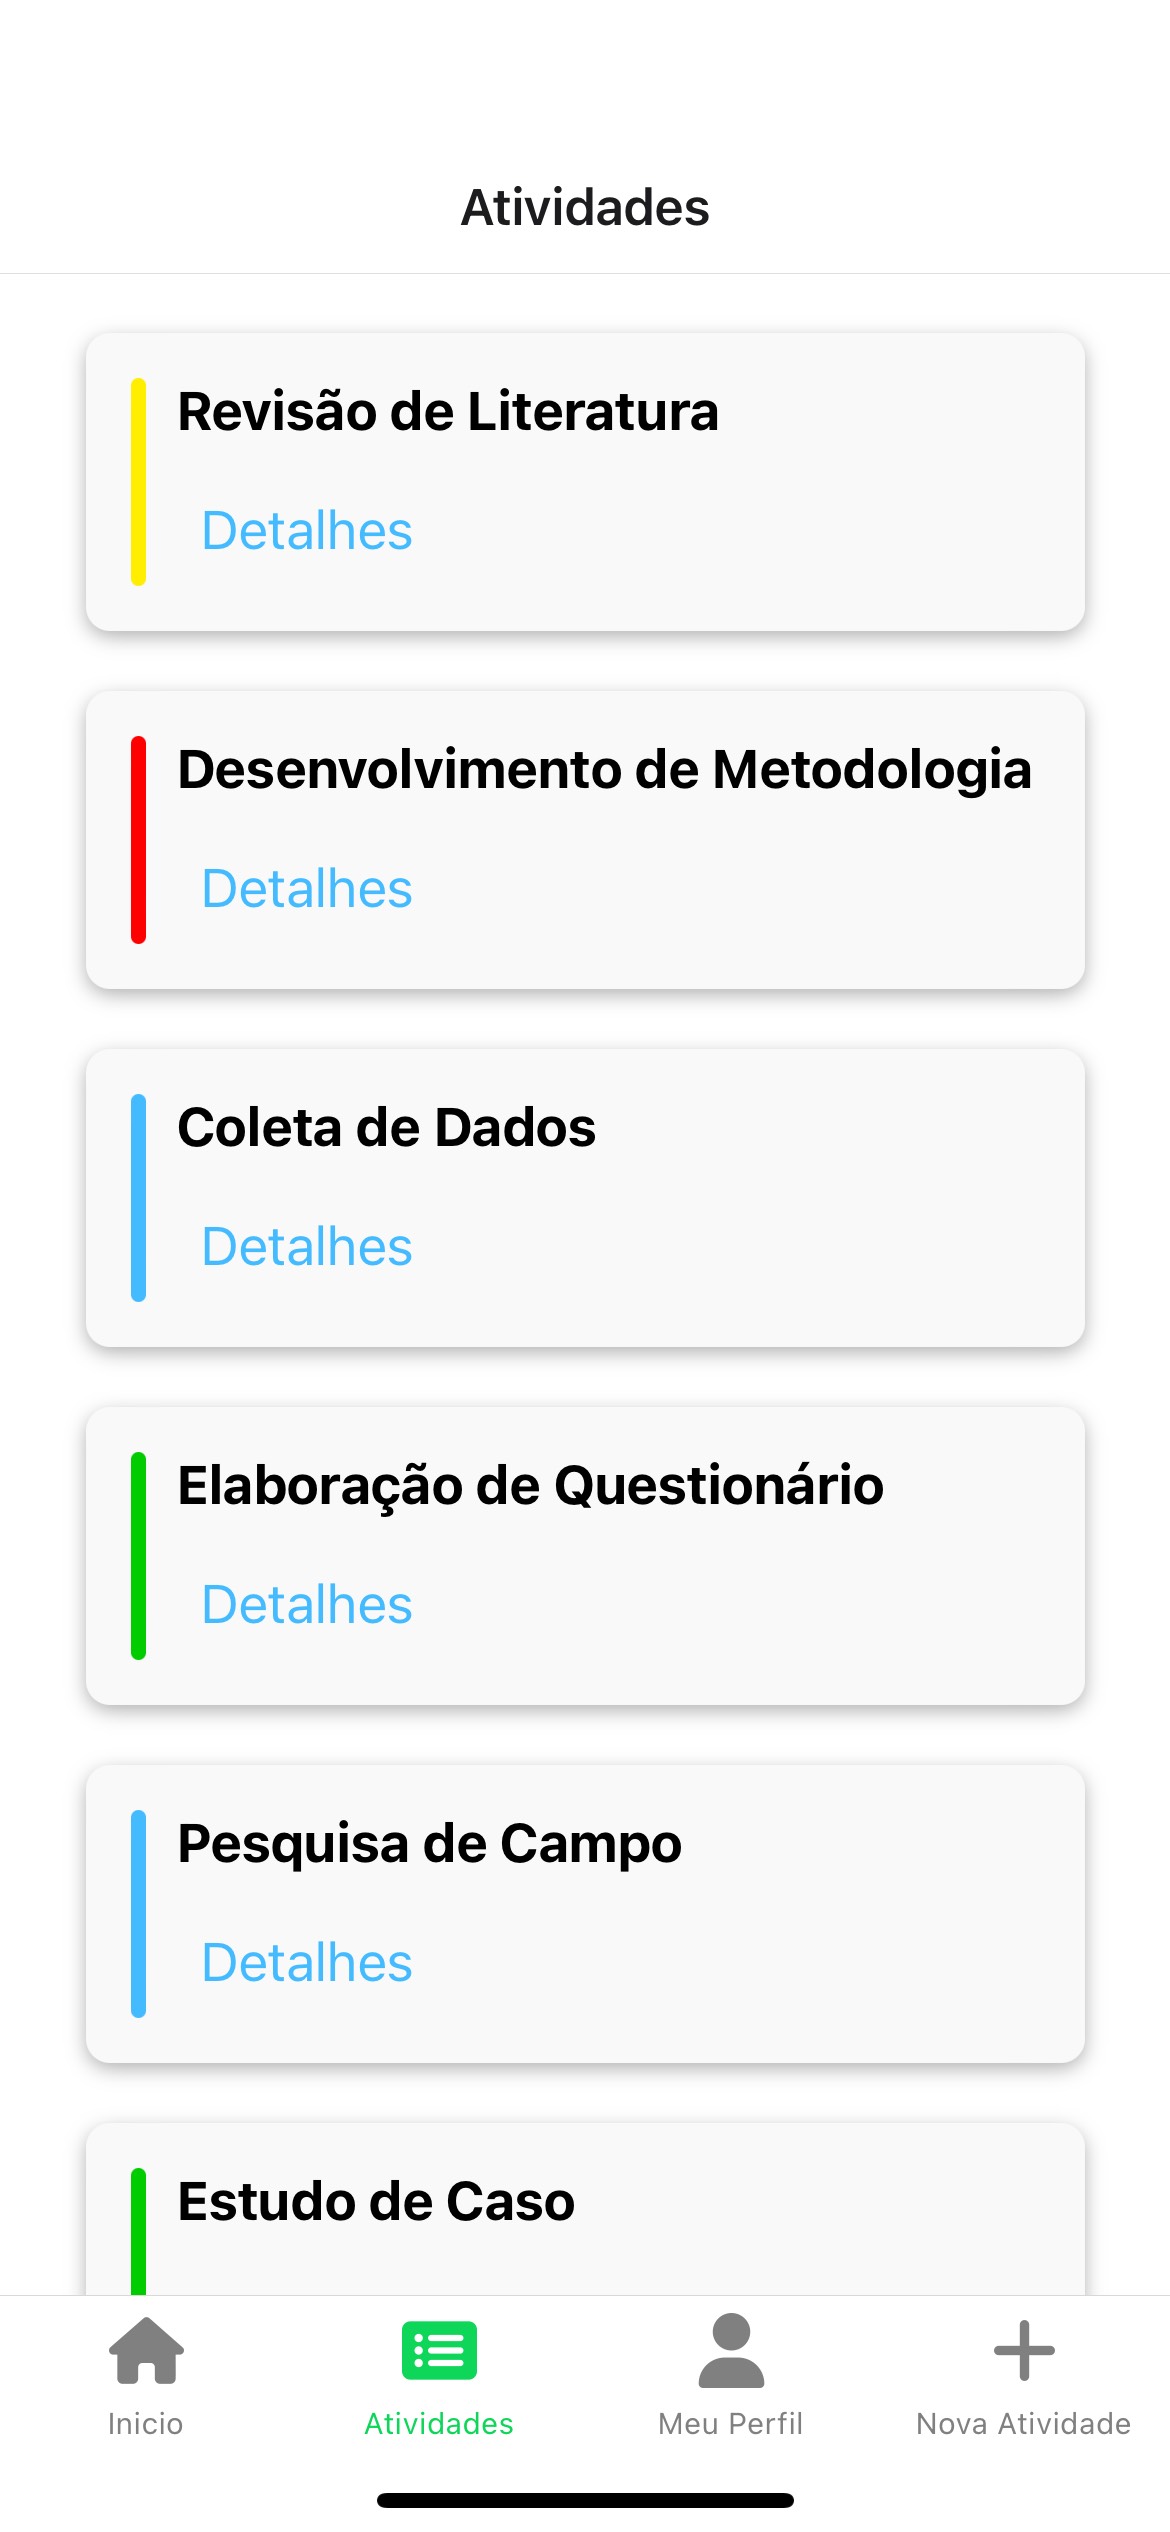 Atividades
Revisão de Literatura
Detalhes
Desenvolvimento de Metodologia
Detalhes
Coleta de Dados
Detalhes
Elaboração de Questionário
Detalhes
Pesquisa de Campo
Detalhes
Estudo de Caso
Inicio
Atividades
Meu Perfil
Nova Atividade